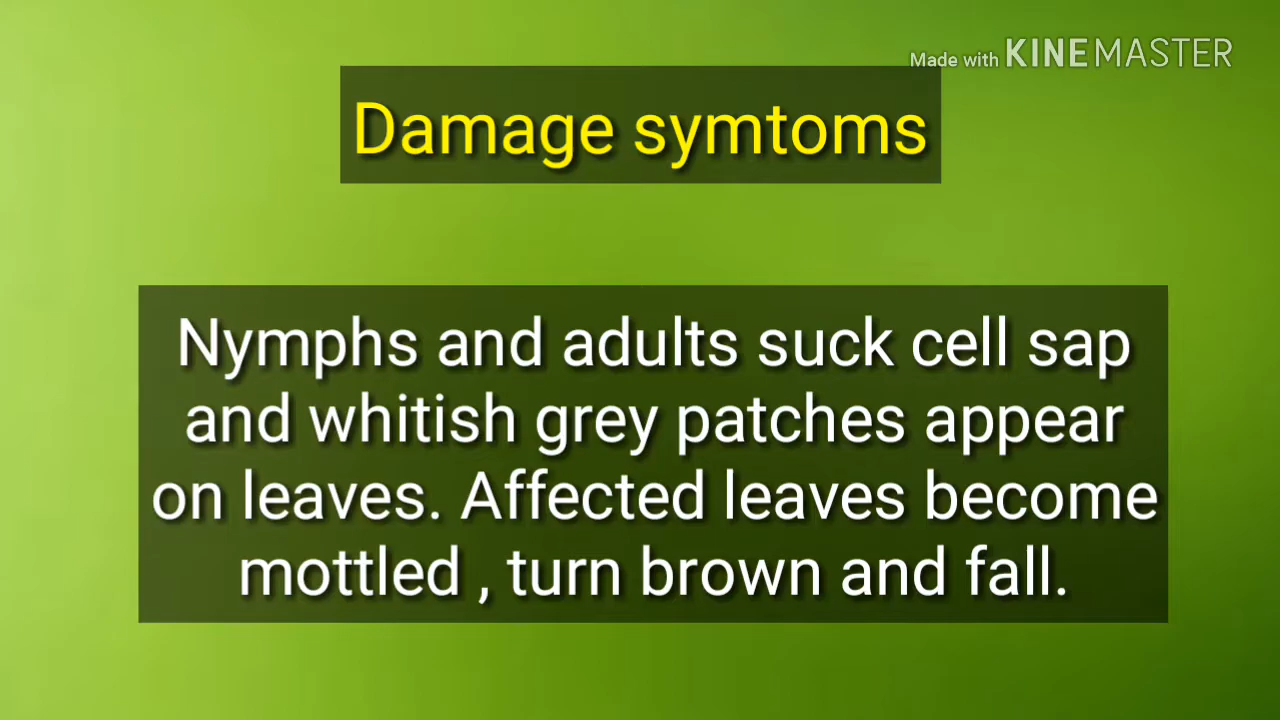 Made with KINEMASTER
Damage symtoms
Nymphs and adults suck cell sap
and whitish grey patches appear
on leaves. Affected leaves become
mottled , turn brown and fall.